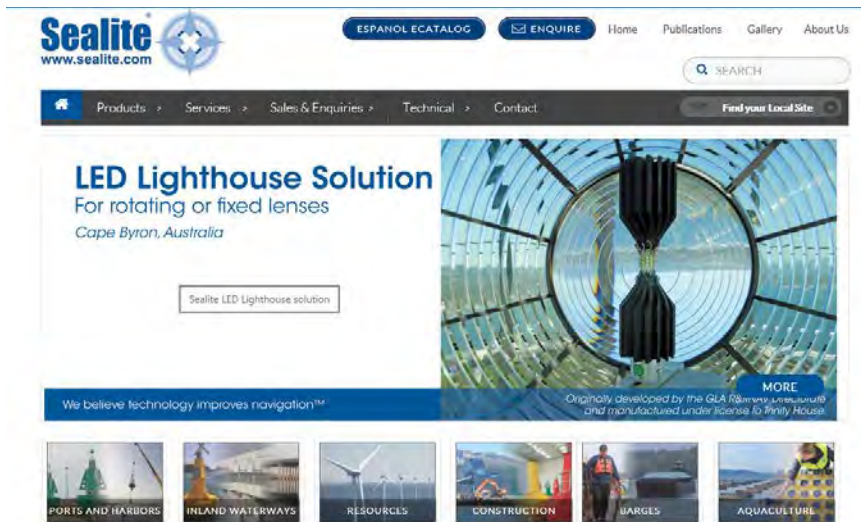 Sealite
www.sealite.com
ESPANOL ECATALOG
ENQUIRE
Home
Publications
Gallery
About Us
SEARCH
Products >
Services >
Sales & Enquiries >
Technical >
Contact
Find your Local Site
LED Lighthouse Solution
For rotating or fixed lenses
Cape Byron, Australia
Sealite LED Lighthouse solution
MORE
We believe technology improves navigation™
Originally developed by the GLA
and manufactured under license to Trinity House.
PORTS AND HARBORS
INLAND WATERWAYS
RESOURCES
CONSTRUCTION
BARGES
AQUACULTURE